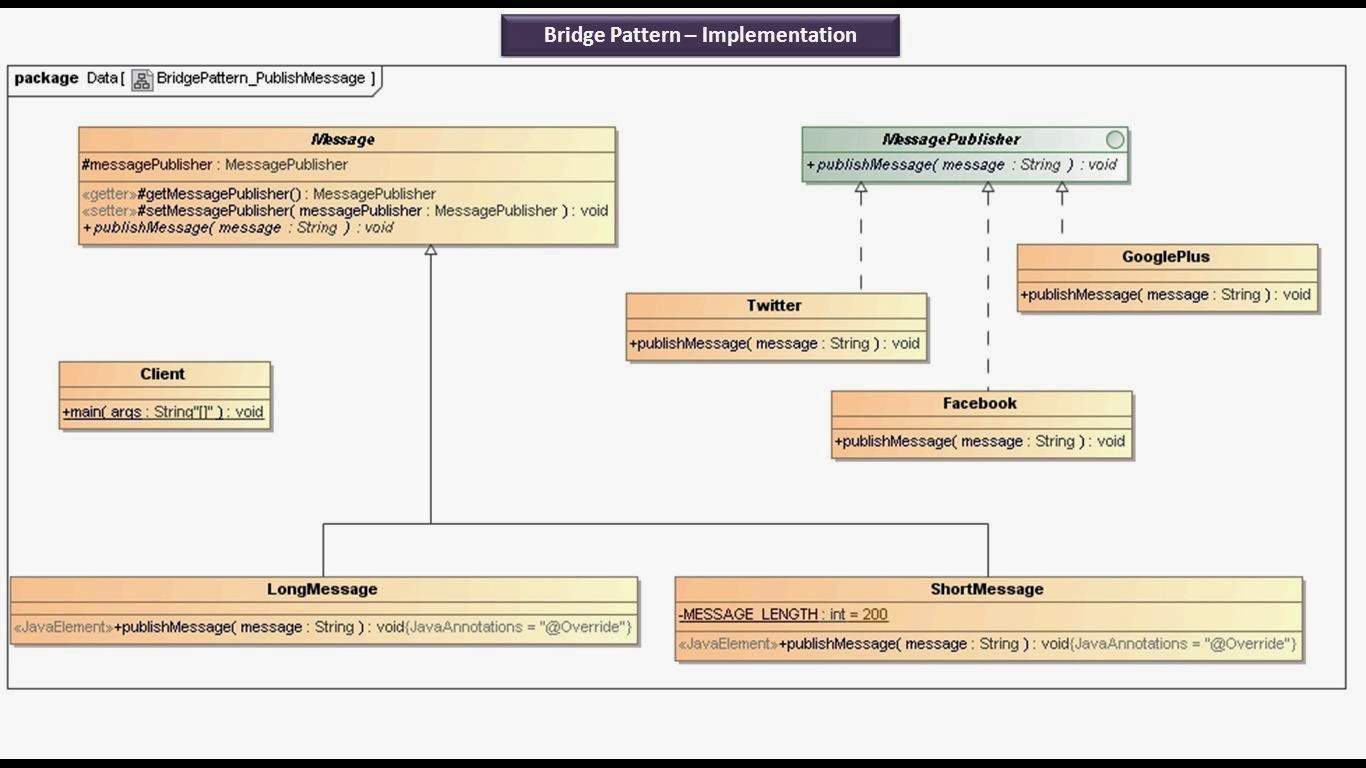 Bridge Pattern – Implementation
package Data[ BridgePattern_PublishMessage ]
Message
#messagePublisher : MessagePublisher
«getter»#getMessagePublisher() : MessagePublisher
«setter»#setMessagePublisher( messagePublisher : MessagePublisher ) : void
+publishMessage( message : String ) : void
MessagePublisher
+publishMessage( message : String ) : void
GooglePlus
+publishMessage( message : String ) : void
Twitter
+publishMessage( message : String ) : void
Client
+main( args : String"[]" ) : void
Facebook
+publishMessage( message : String ) : void
LongMessage
«JavaElement»+publishMessage( message : String ) : void{JavaAnnotations = "@Override"}
ShortMessage
-MESSAGE_LENGTH : int = 200
«JavaElement»+publishMessage( message : String ) : void{JavaAnnotations = "@Override"}